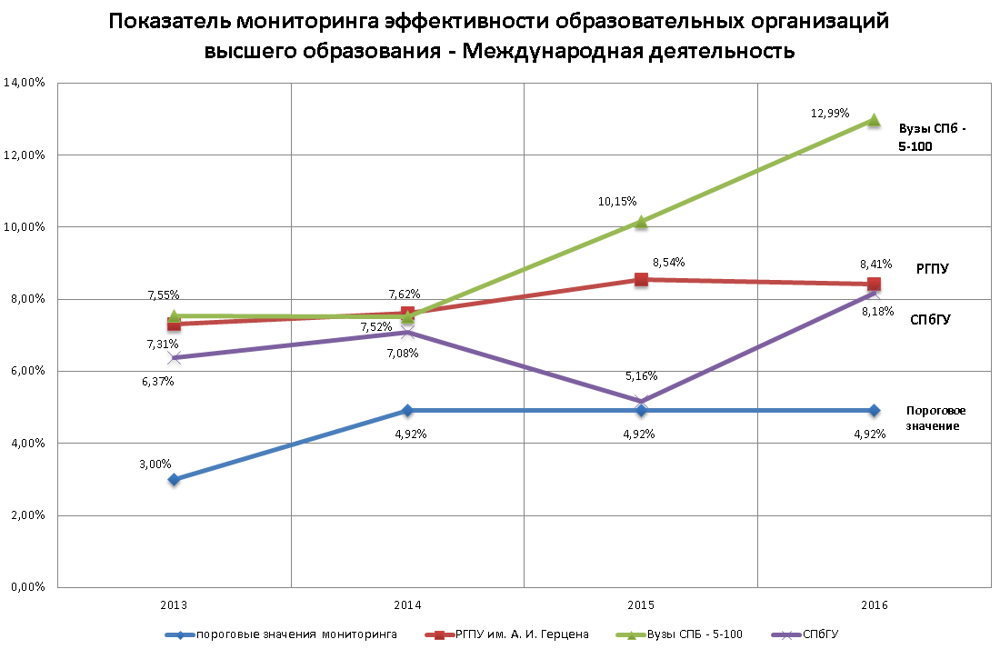 Показатель мониторинга эффективности образовательных организаций
высшего образования - Международная деятельность
14,00%
12,00%
10,00%
8,00%
6,00%
4,00%
2,00%
0,00%
12,99%
Вузы СПб -
5-100
10,15%
8,54%
8,41%
РГПУ
7,55%
7,62%
8,18%
СПбГУ
7,52%
7,31%
7,08%
6,37%
5,16%
Пороговое
значение
4,92%
4,92%
4,92%
3,00%
2013
2014
2015
2016
пороговые значения мониторинга
РГПУ им. А. И. Герцена
Вузы СПБ - 5-100
СПбГУ